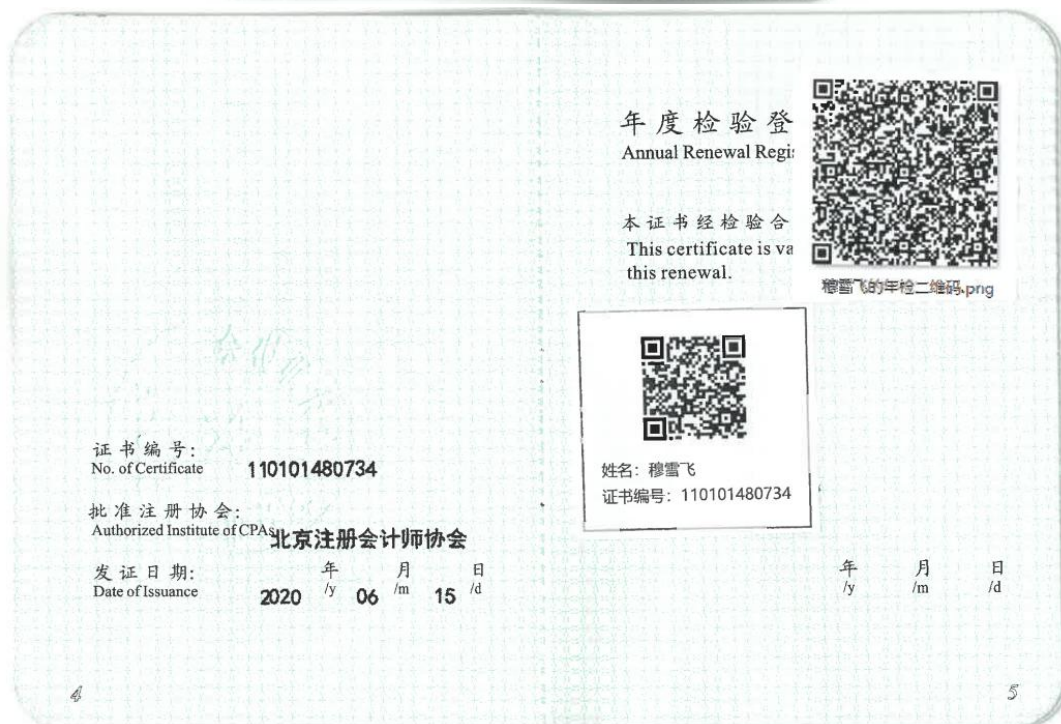 证书编号:
No. of Certificate
110101480734
批准注册协会:
Authorized Institute of CPAs
北京注册会计师协会
发证日期:
Date of Issuance
2020 年/y 06 月/m 15 日/d
4
年度检验登
Annual Renewal Regis
本证书经检验合
This certificate is va
this renewal.
穆雪飞的年检二维码.png
姓名：穆雪飞
证书编号：110101480734
年 月 日
/y /m /d
5